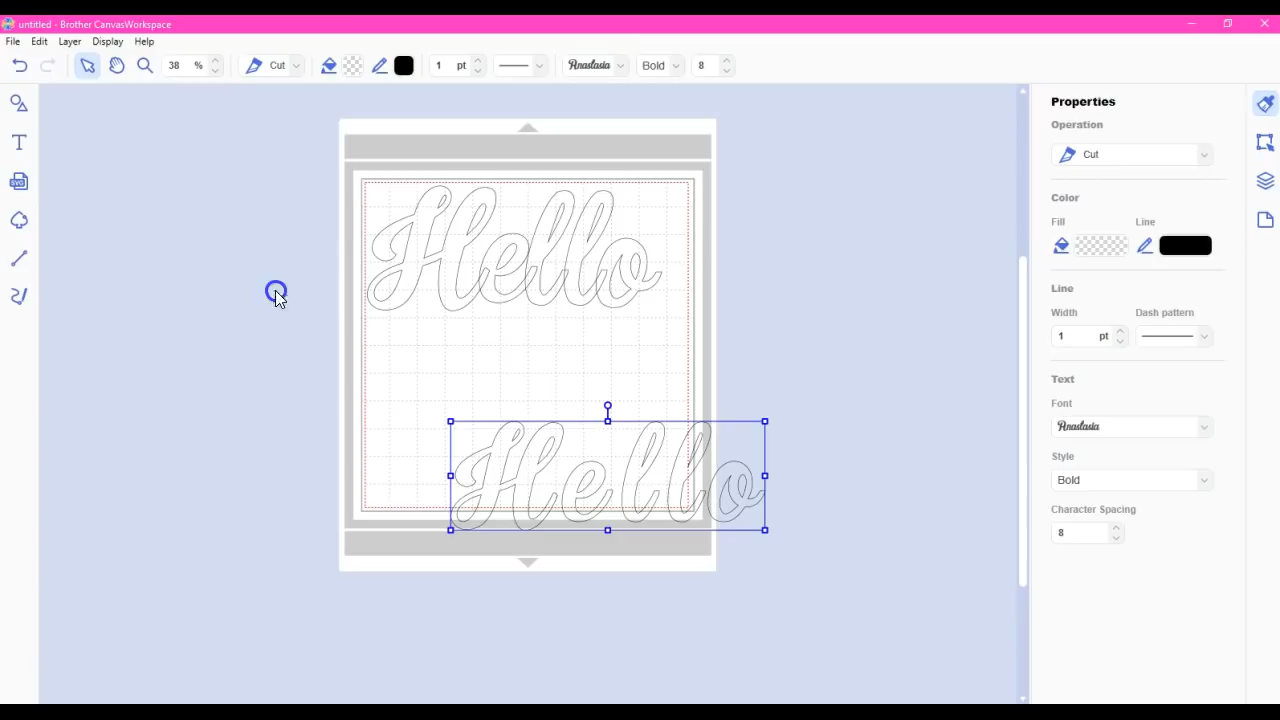 untitled - Brother CanvasWorkspace
File Edit Layer Display Help
38 % Cut 1 pt Anastasia Bold 8
Properties
Operation
Cut
Color
Fill Line
Line
Width Dash pattern
1 pt
Text
Font
Anastasia
Style
Bold
Character Spacing
8
T
SVG
Hello
Hello